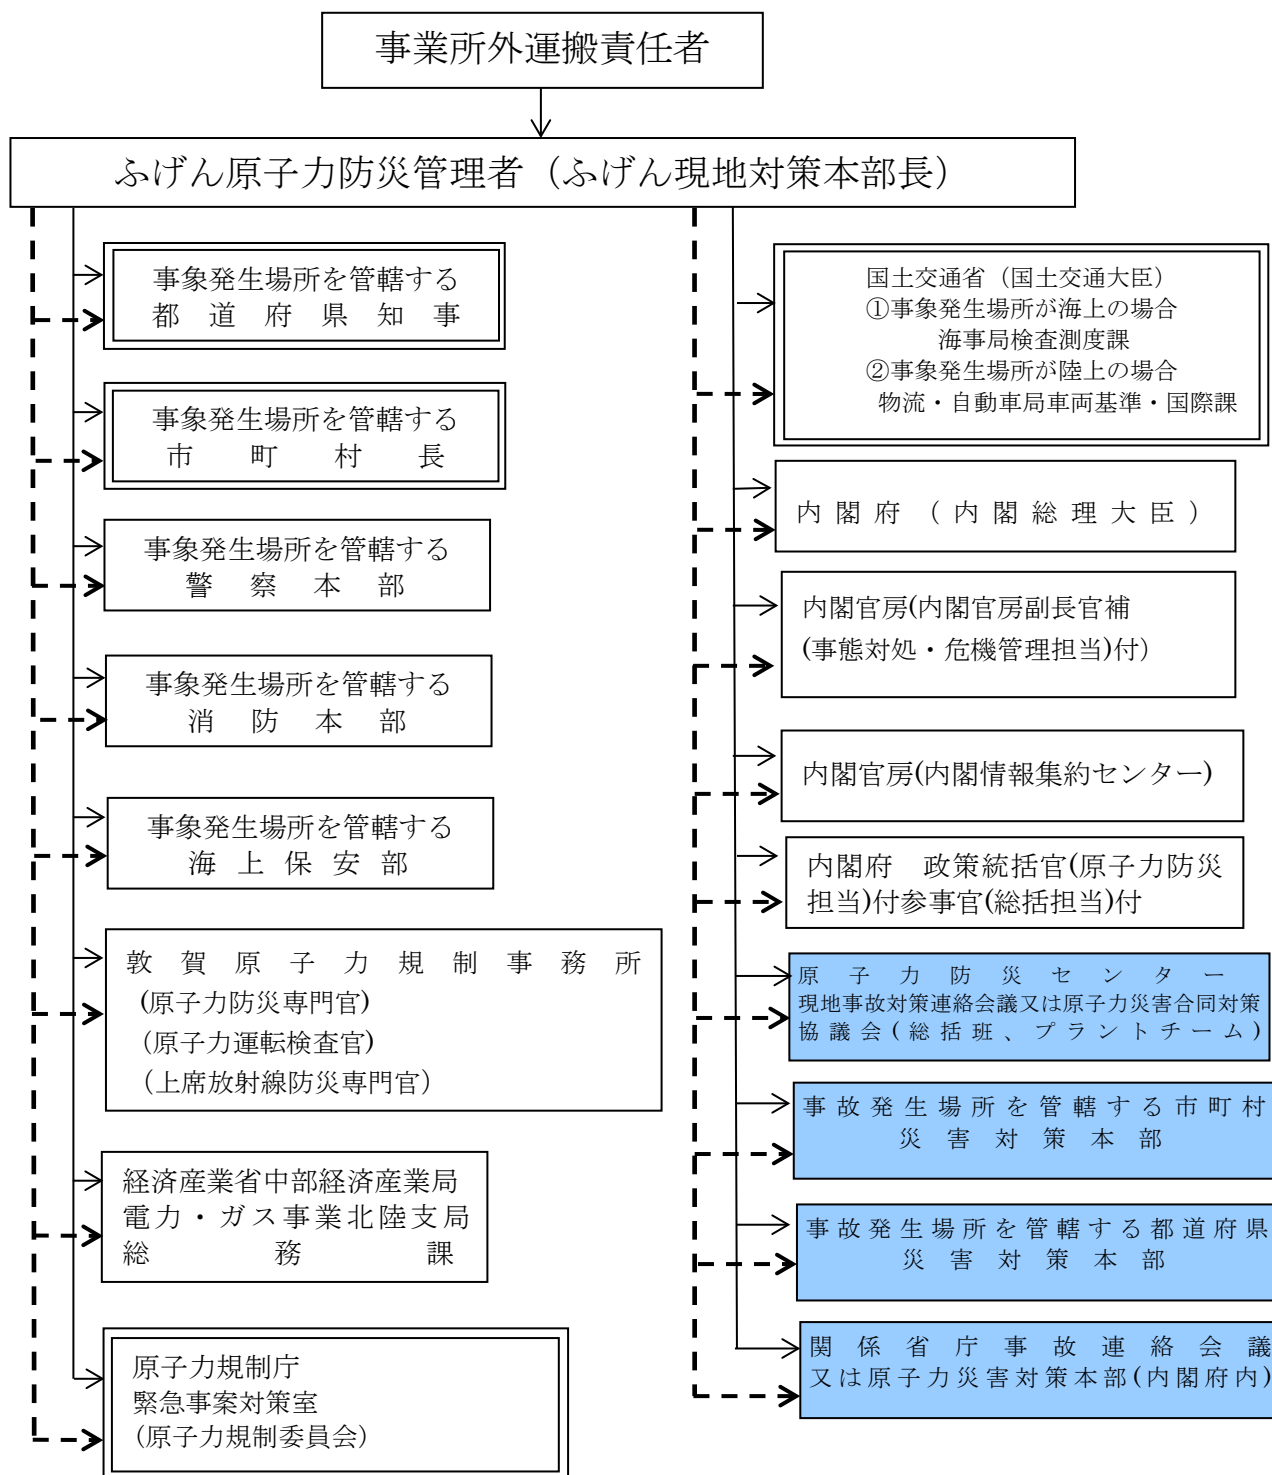 事業所外運搬責任者
ふげん原子力防災管理者（ふげん現地対策本部長）
事象発生場所を管轄する
都道府県知事
事象発生場所を管轄する
市町村長
事象発生場所を管轄する
警察本部
事象発生場所を管轄する
消防本部
事象発生場所を管轄する
海上保安部
敦賀原子力規制事務所
(原子力防災専門官)
(原子力運転検査官)
(上席放射線防災専門官）
経済産業省中部経済産業局
電力・ガス事業北陸支局
総務課
原子力規制庁
緊急事案対策室
(原子力規制委員会）
国土交通省（国土交通大臣）
①事象発生場所が海上の場合
海事局検査測度課
②事象発生場所が陸上の場合
物流・自動車局車両基準・国際課
内閣府（内閣総理大臣）
内閣官房(内閣官房副長官補
(事態対処・危機管理担当)付）
内閣官房(内閣情報集約センター)
内閣府　政策統括官(原子力防災
担当)付参事官(総括担当)付
原子力防災センター
現地事故対策連絡会議又は原子力災害合同対策
協議会(総括班、プラントチーム)
事故発生場所を管轄する市町村
災害対策本部
事故発生場所を管轄する都道府県
災害対策本部
関係省庁事故連絡会議
又は原子力災害対策本部(内閣府内)